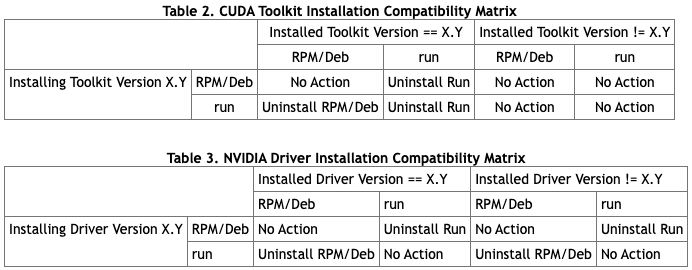 Table 2. CUDA Toolkit Installation Compatibility Matrix
Installed Toolkit Version == X.Y Installed Toolkit Version != X.Y
RPM/Deb run RPM/Deb run
Installing Toolkit Version X.Y RPM/Deb No Action Uninstall Run No Action No Action
run Uninstall RPM/Deb Uninstall Run No Action No Action
Table 3. NVIDIA Driver Installation Compatibility Matrix
Installed Driver Version == X.Y Installed Driver Version != X.Y
RPM/Deb run RPM/Deb run
Installing Driver Version X.Y RPM/Deb No Action Uninstall Run No Action Uninstall Run
run Uninstall RPM/Deb No Action Uninstall RPM/Deb No Action